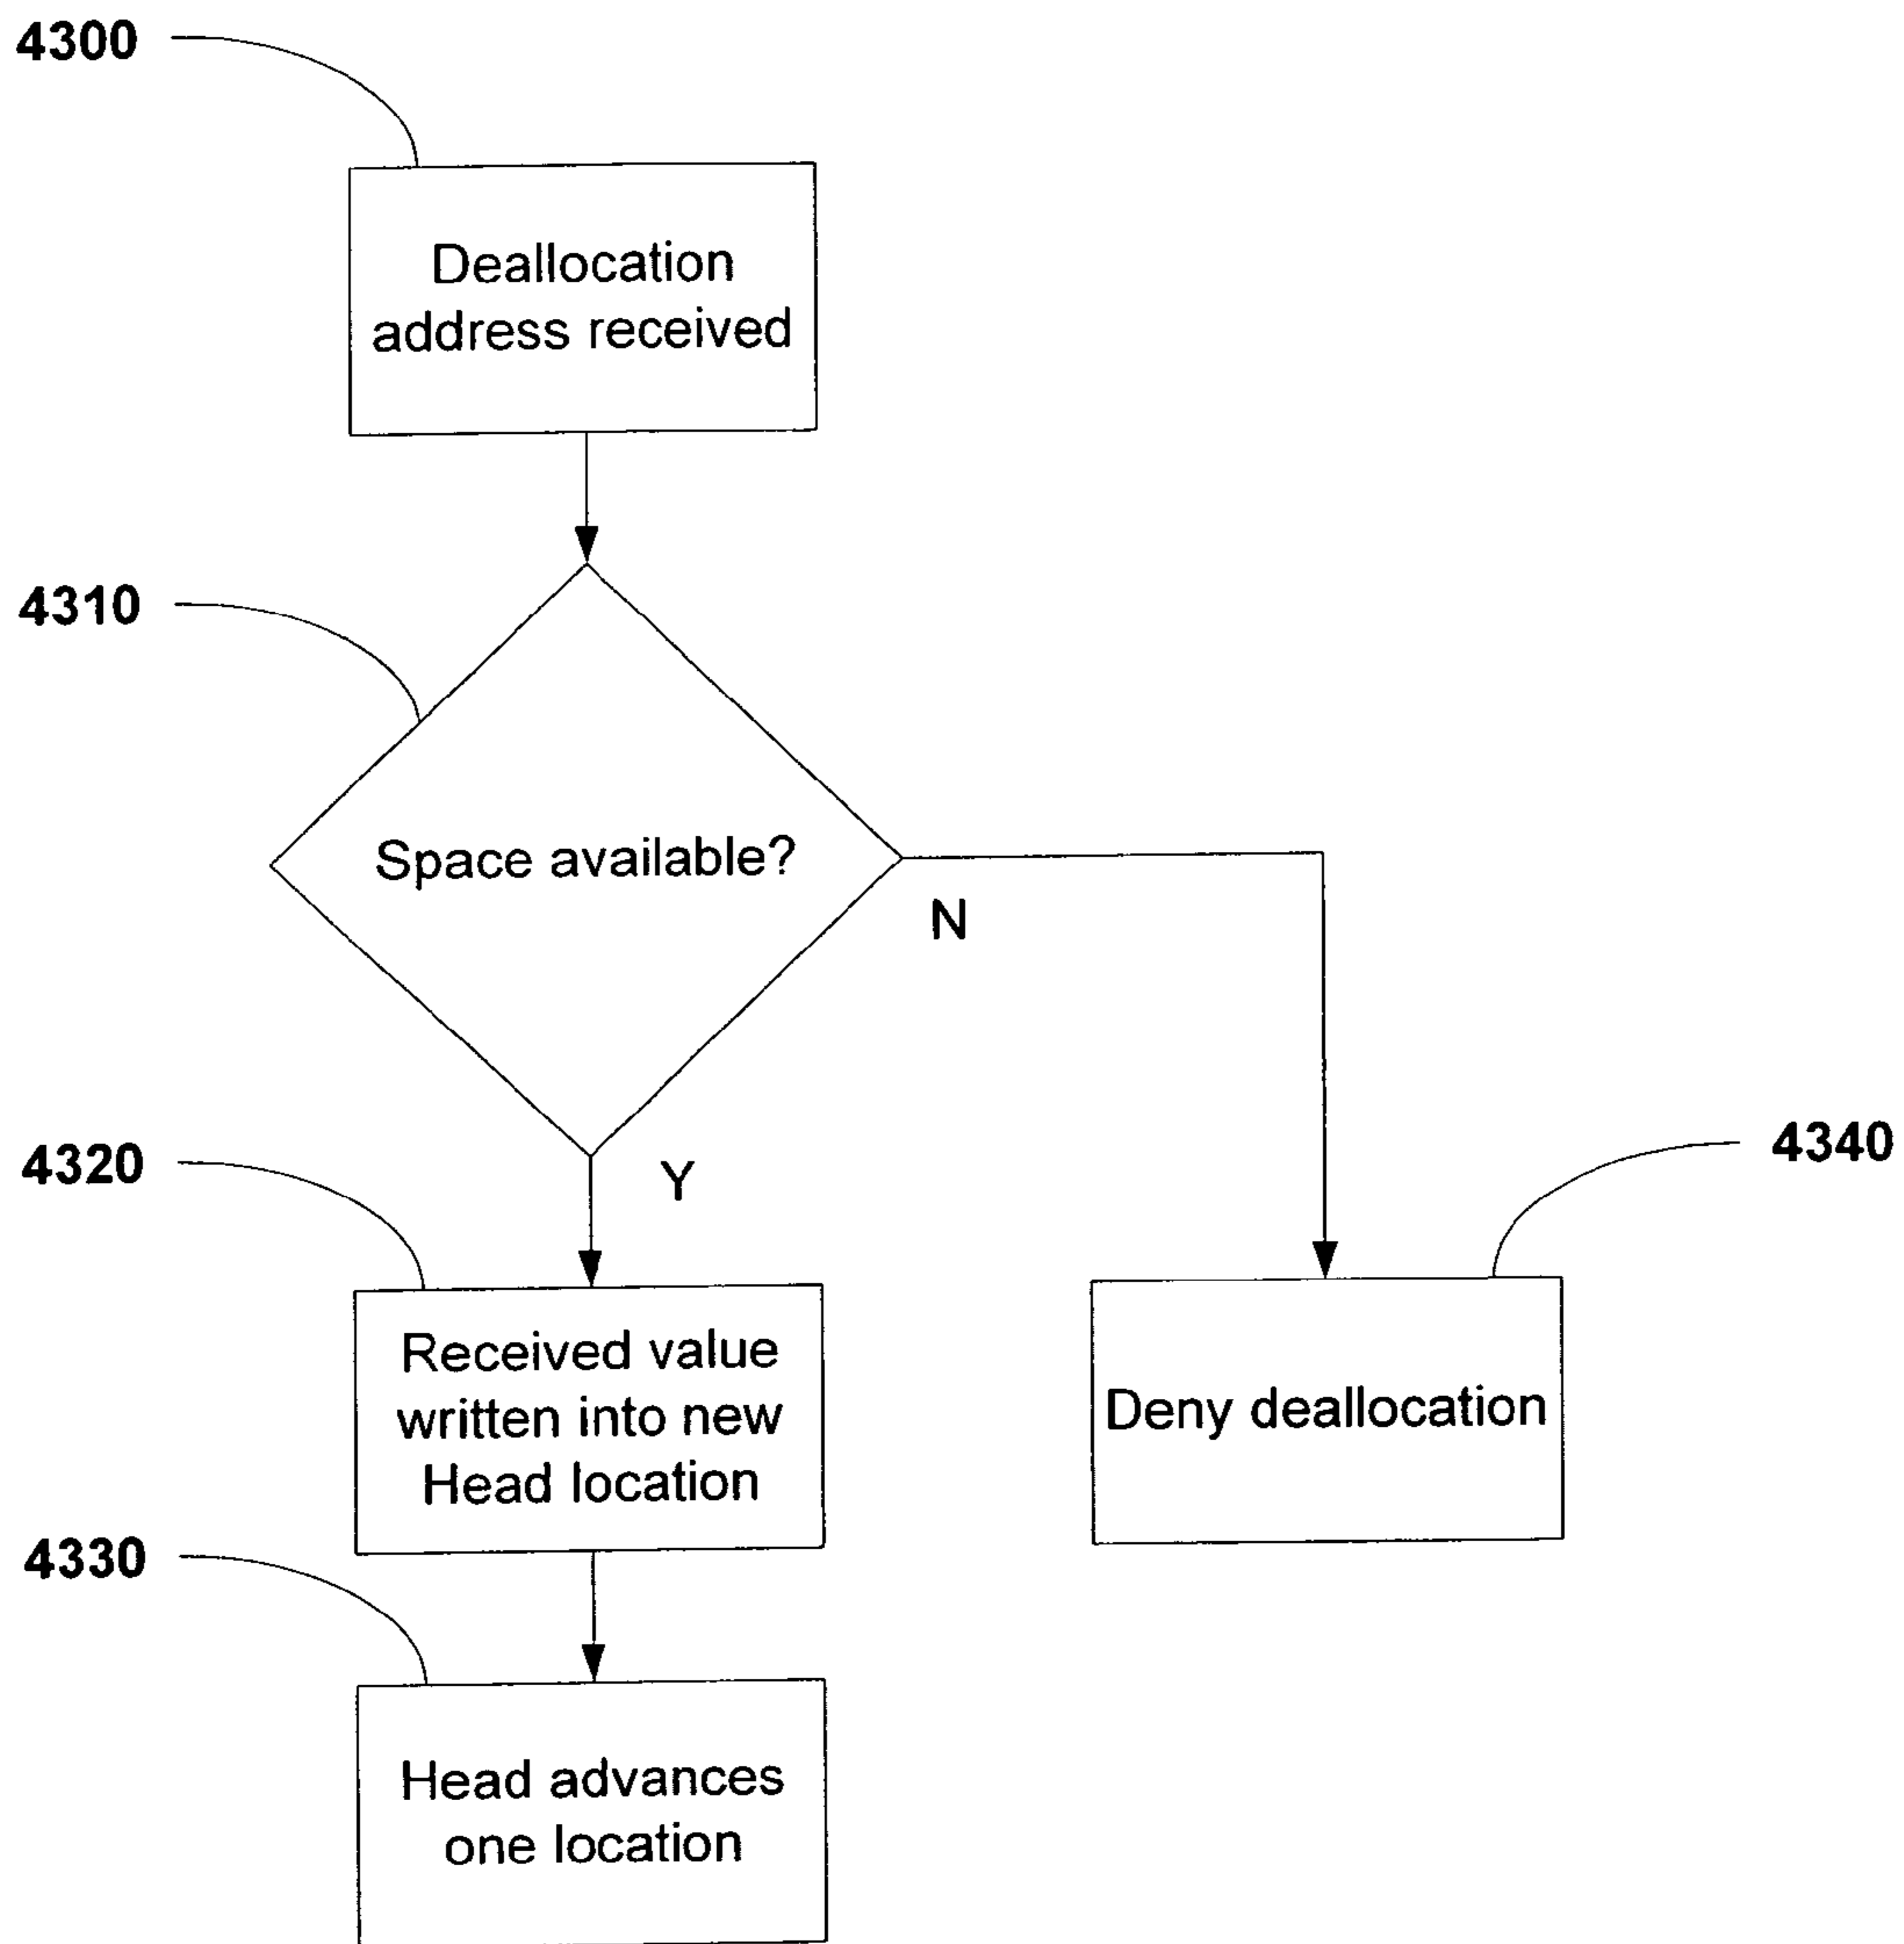 4300
Deallocation
address received
4310
Space available?
N
Y
4320
4340
Received value
written into new
Head location
Deny deallocation
4330
Head advances
one location